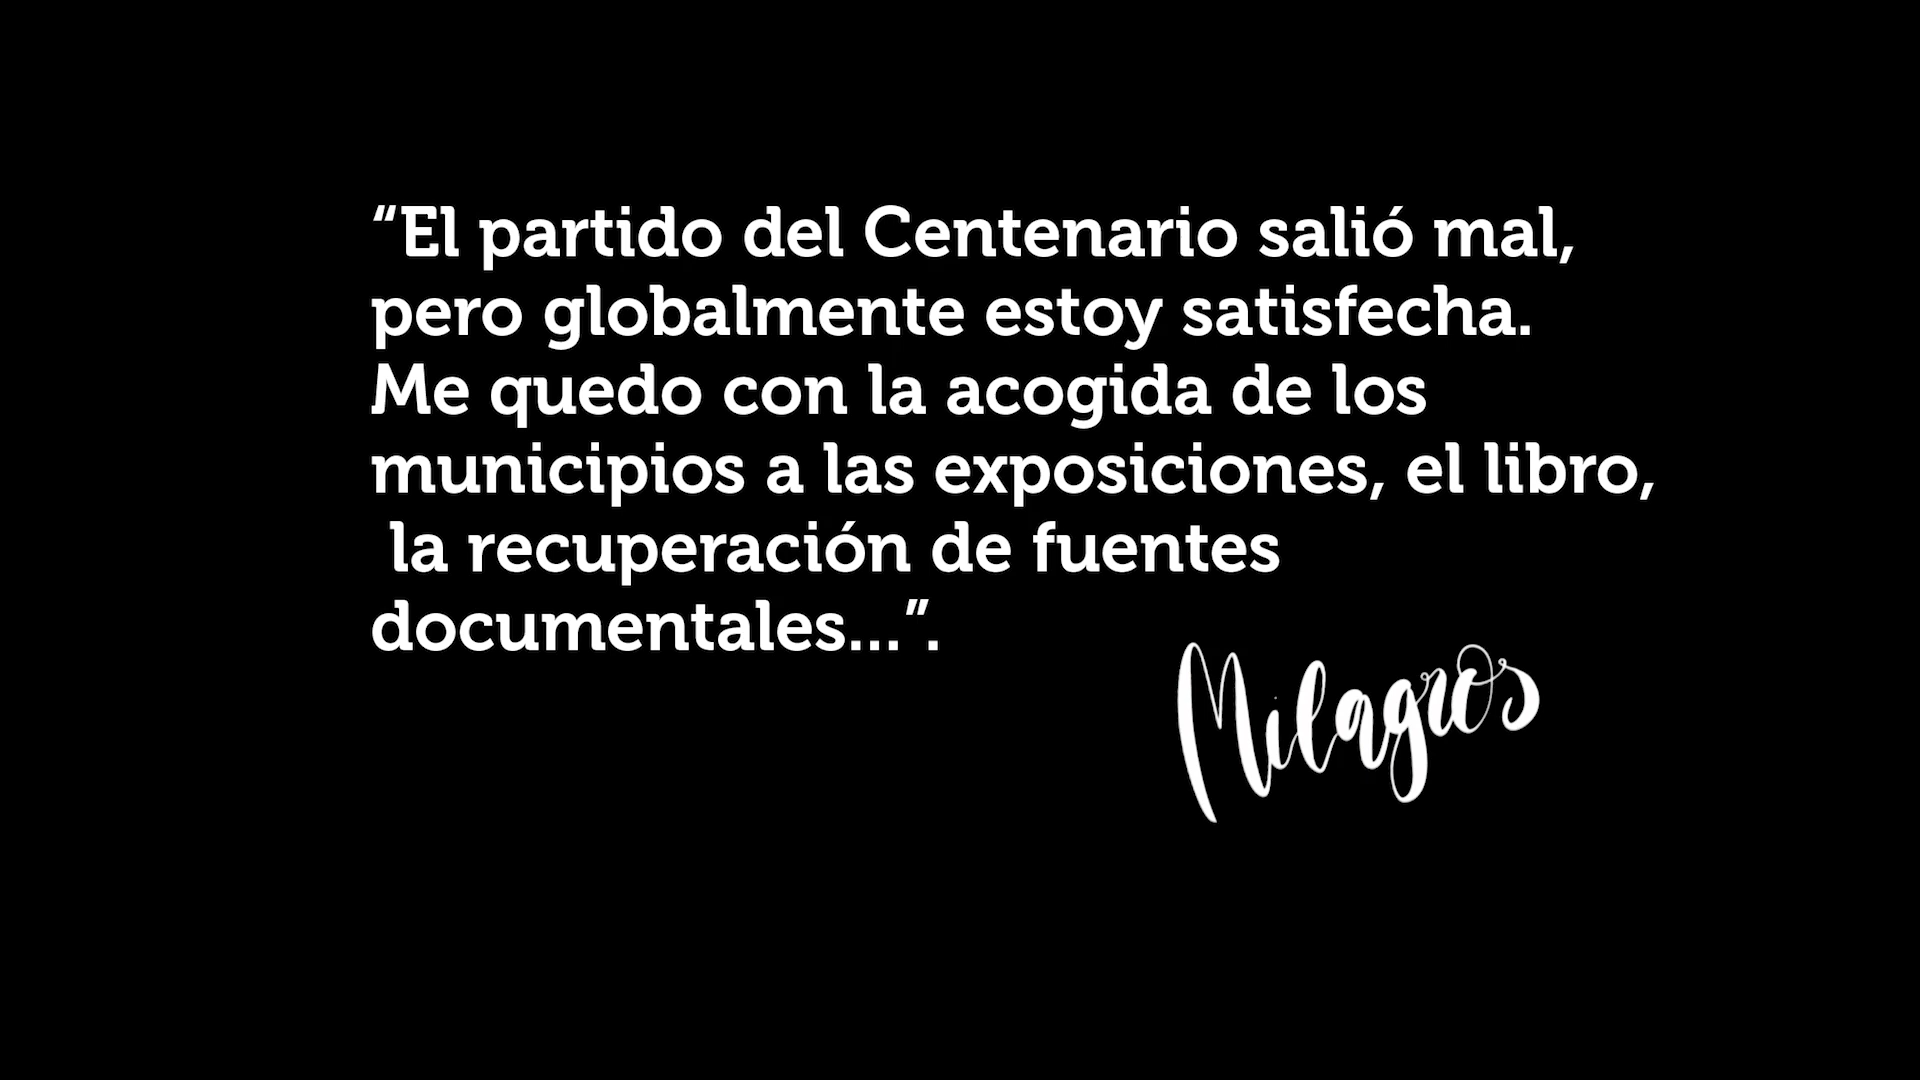 “El partido del Centenario salió mal,
pero globalmente estoy satisfecha.
Me quedo con la acogida de los
municipios a las exposiciones, el libro,
la recuperación de fuentes
documentales...”.
Milagros